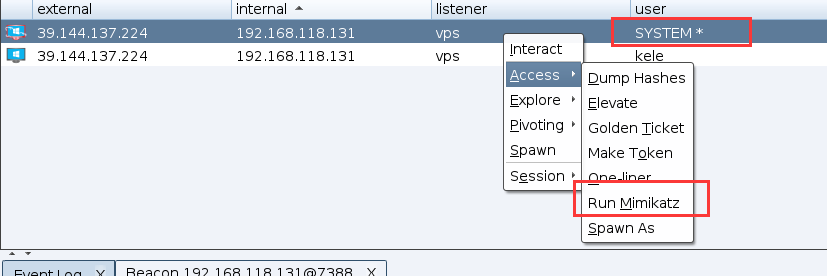 external internal listener user
39.144.137.224 192.168.118.131 vps SYSTEM *
39.144.137.224 192.168.118.131 vps kele
Interact
Access
Explore
Pivoting
Spawn
Session
Dump Hashes
Elevate
Golden Ticket
Make Token
One-liner
Run Mimikatz
Spawn As
Event Log X Beacon 192.168.118.131@7388 X